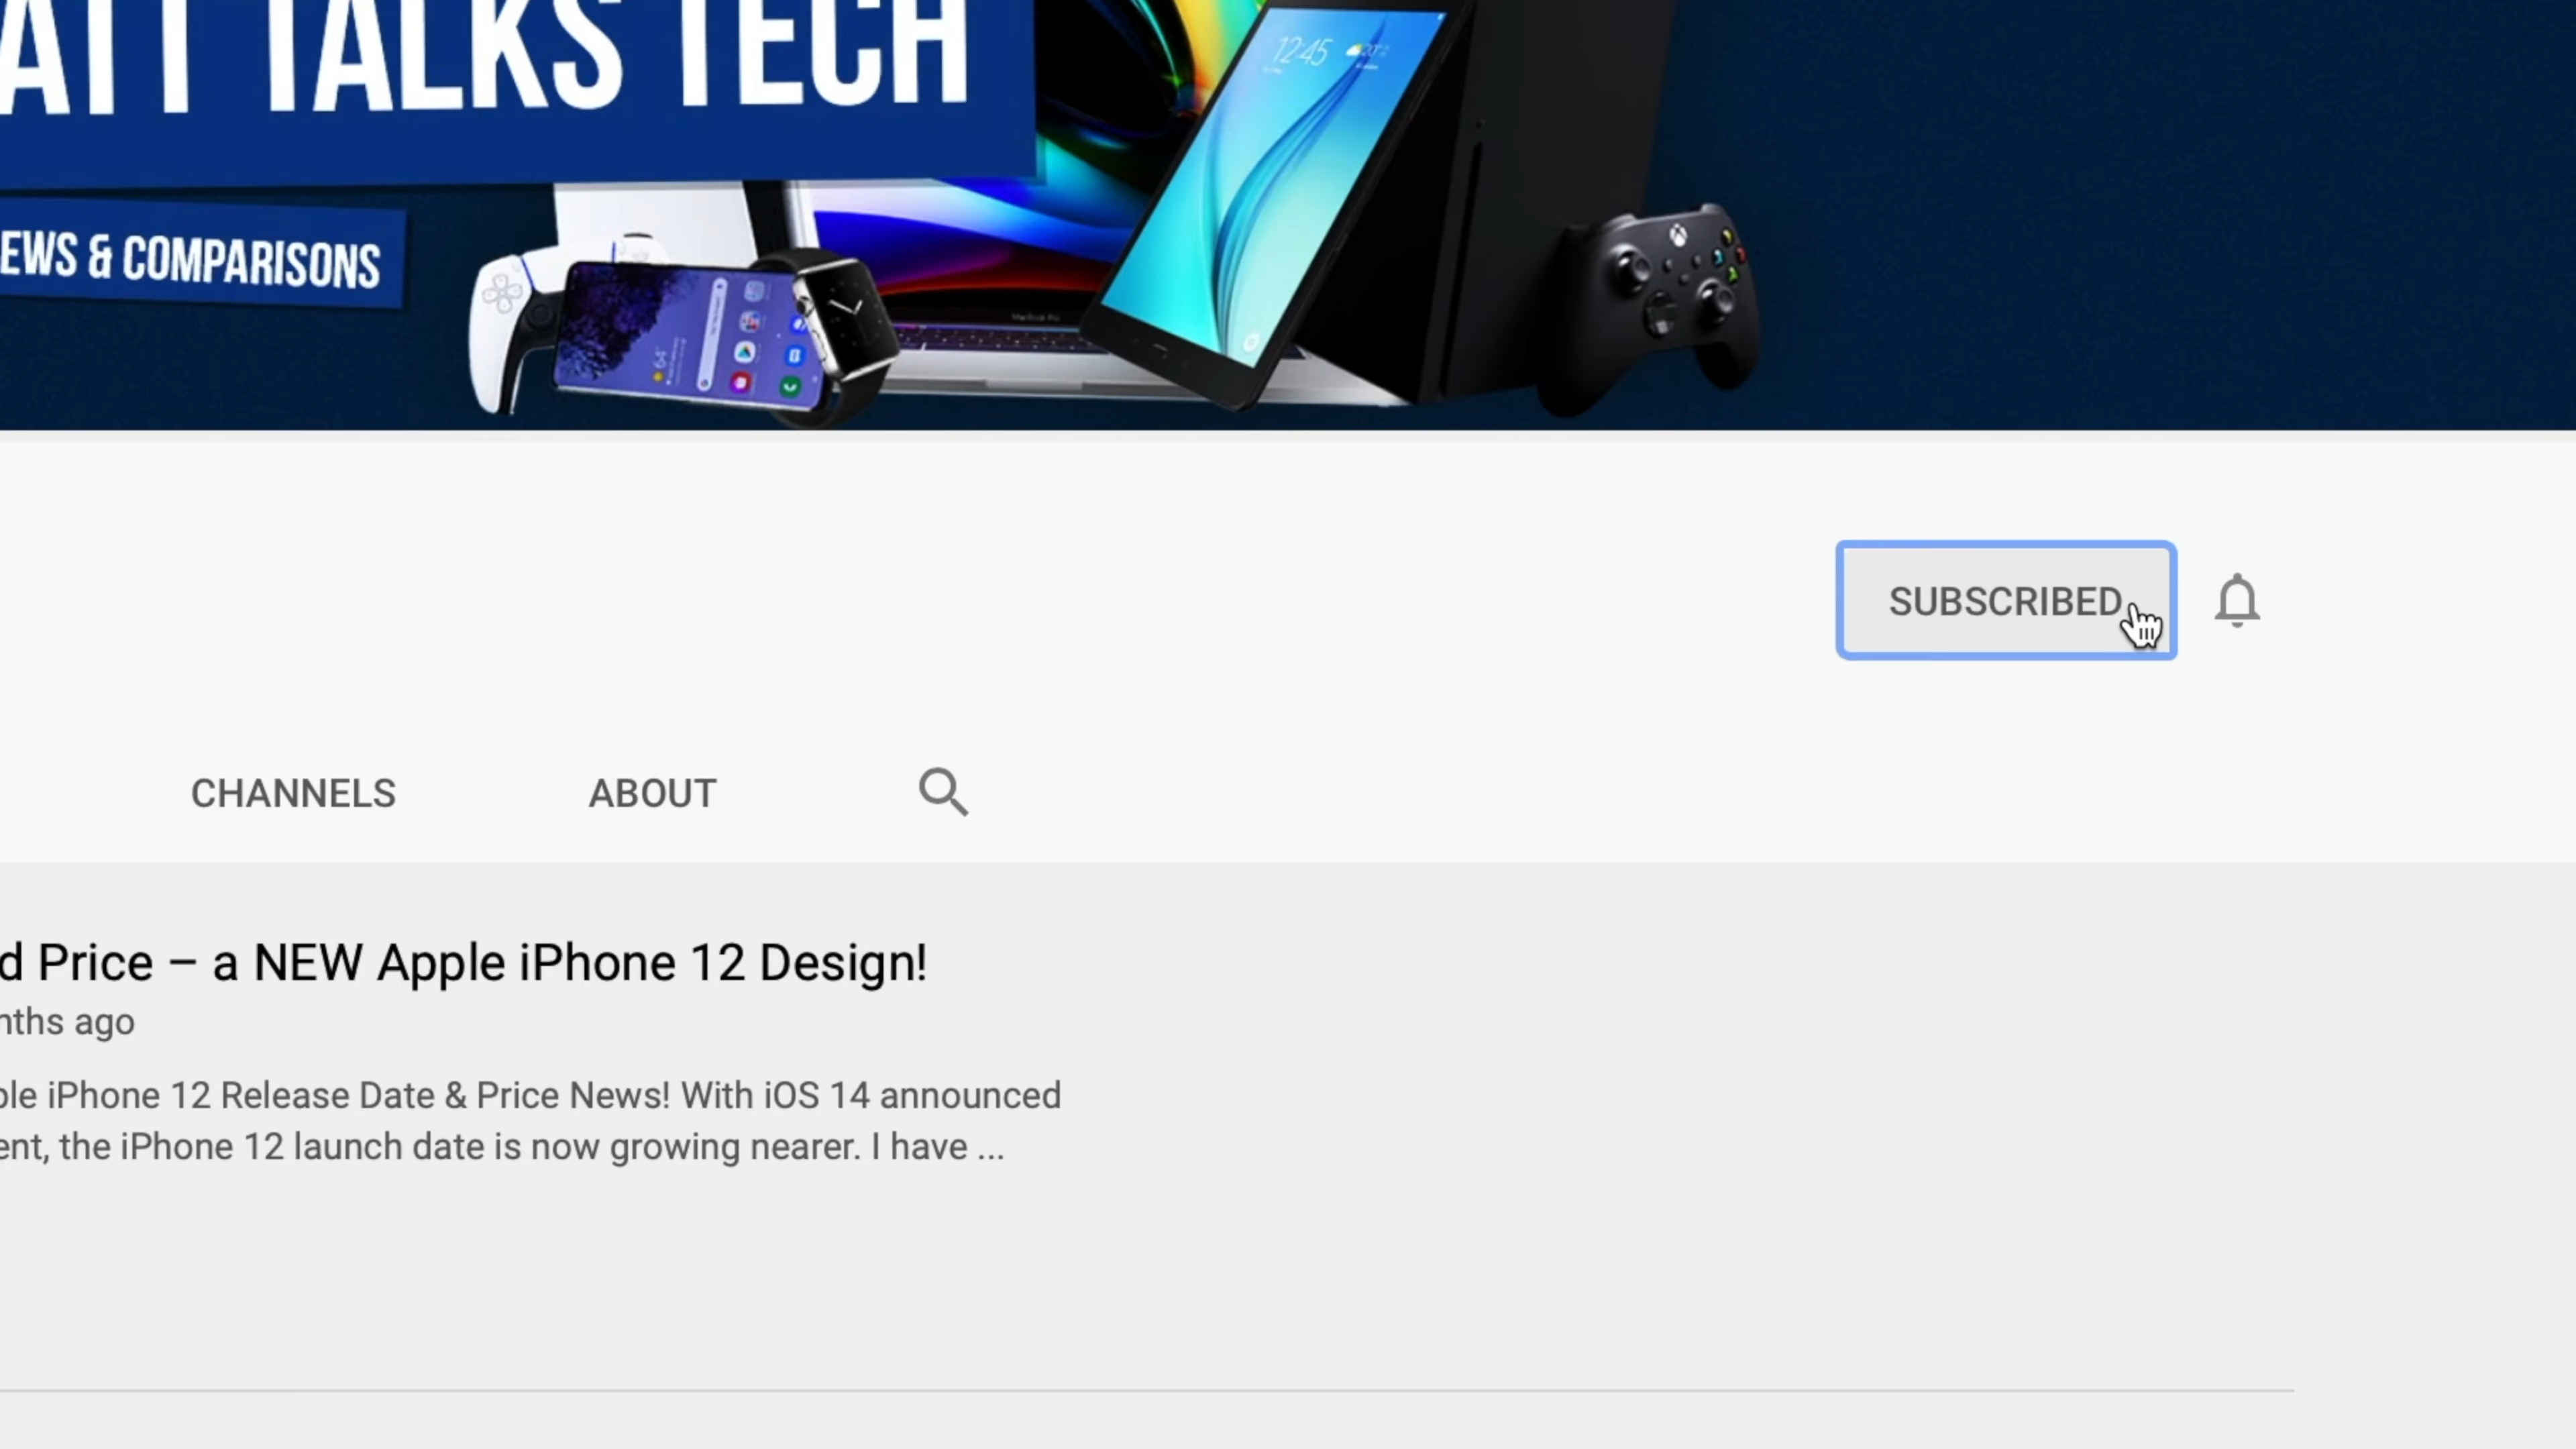 ATT TALKS TECH
EWS & COMPARISONS
12:45
MacBook Pro
SUBSCRIBED
CHANNELS
ABOUT
d Price – a NEW Apple iPhone 12 Design!
nths ago
ple iPhone 12 Release Date & Price News! With iOS 14 announced
ent, the iPhone 12 launch date is now growing nearer. I have ...